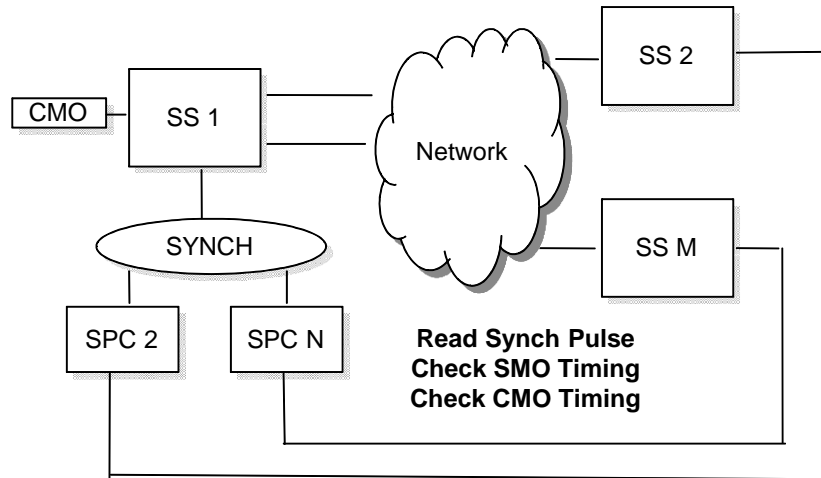 SS 2
CMO
SS 1
Network
SYNCH
SS M
SPC 2
SPC N
Read Synch Pulse
Check SMO Timing
Check CMO Timing